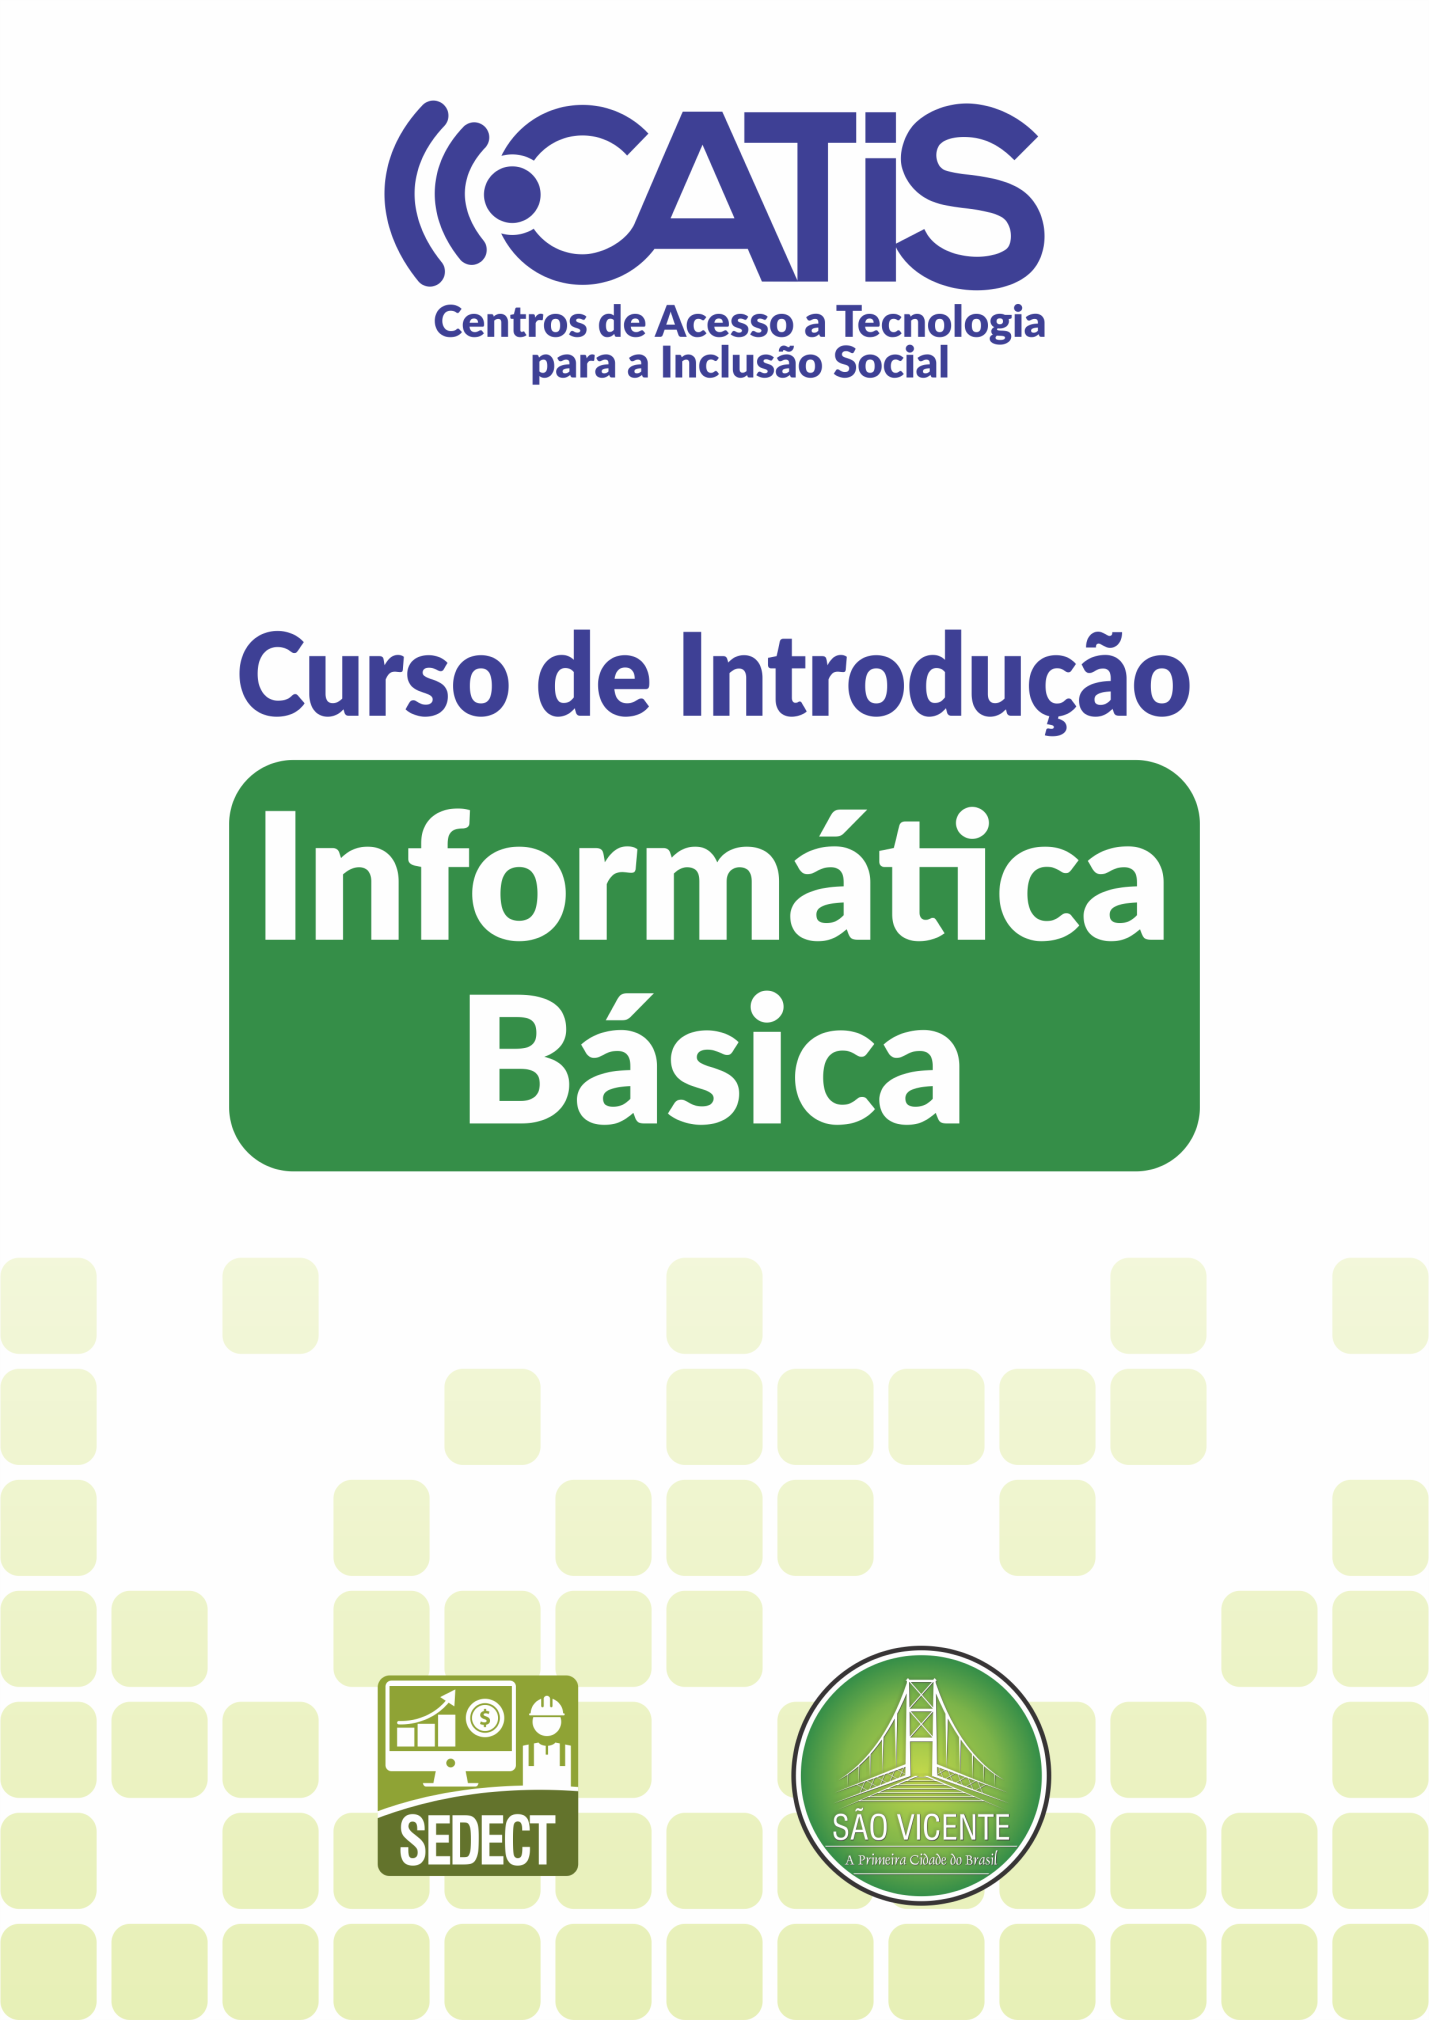 CATiS
Centros de Acesso a Tecnologia
para a Inclusão Social
Curso de Introdução
Informática
Básica
$
SEDECT
SÃO VICENTE
A Primeira Cidade do Brasil